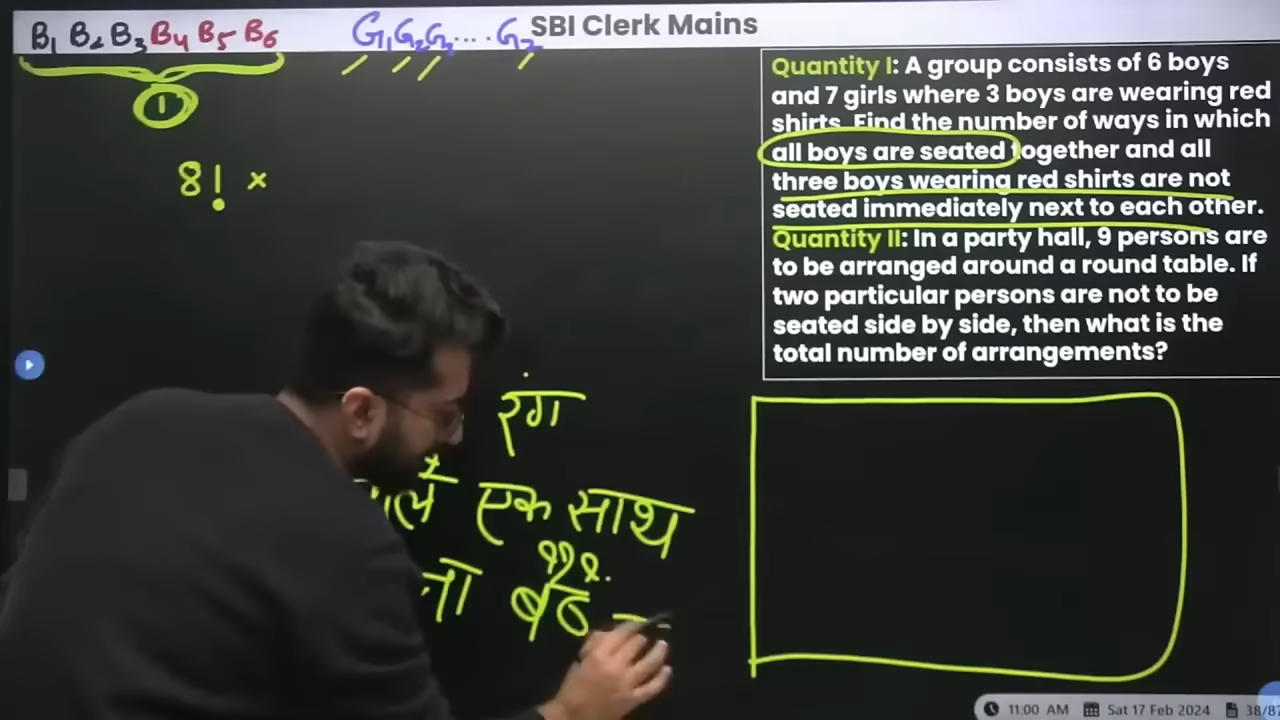 B1 B2 B3 B4 B5 B6 G1 G2 G3 .... G7 SBI Clerk Mains
1
8! ×
Quantity I: A group consists of 6 boys
and 7 girls where 3 boys are wearing red
shirts. Find the number of ways in which
all boys are seated together and all
three boys wearing red shirts are not
seated immediately next to each other.
Quantity II: In a party hall, 9 persons are
to be arranged around a round table. If
two particular persons are not to be
seated side by side, then what is the
total number of arrangements?
रंग
एक साथ
11:00 AM Sat 17 Feb 2024 38/87